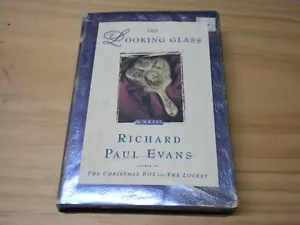 THE
LOOKING GLASS
A NOVEL
RICHARD
PAUL EVANS
AUTHOR OF
THE CHRISTMAS BOX AND THE LOCKET